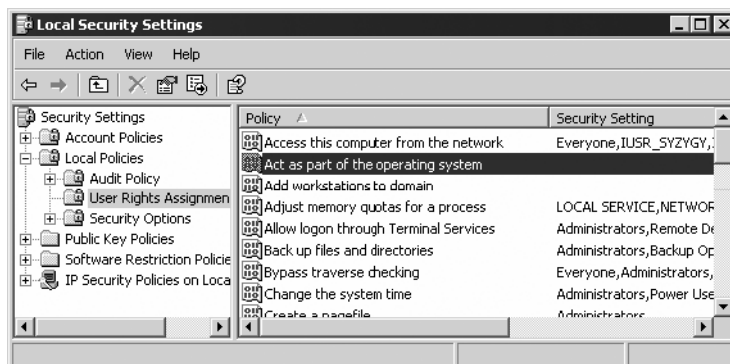 Local Security Settings
File Action View Help
Security Settings
Account Policies
Local Policies
Audit Policy
User Rights Assignmen
Security Options
Public Key Policies
Software Restriction Policie
IP Security Policies on Loca
Policy Security Setting
Access this computer from the network Everyone,IUSR_SYZYGY,
Act as part of the operating system
Add workstations to domain
Adjust memory quotas for a process LOCAL SERVICE,NETWOR
Allow logon through Terminal Services Administrators,Remote De
Back up files and directories Administrators,Backup Op
Bypass traverse checking Everyone,Administrators,
Change the system time Administrators,Power Use
Create a pagefile Administrators